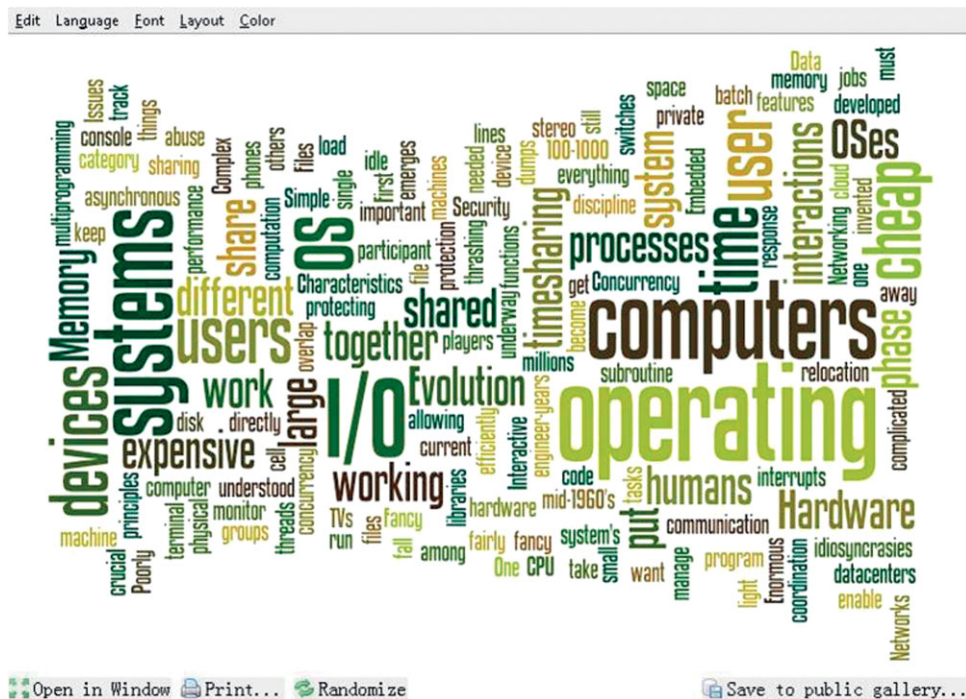 Edit Language Font Layout Color
Data
memory
jobs
must
Issues
track
console
things
abuse
category
sharing
multiprogramming
asynchronous
keep
Memory
systems
devices
performance
Complex
share
phones
computation
others
Files
load
Simple
single
OS
idle
first
emerges
important
participant
machines
lines
needed
device
dumps
Security
stereo
still
100-1000
everything
discipline
switches
space
private
system
Embedded
batch
features
user
time
response
interactions
developed
OSes
Networking
cloud
one
invented
cheap
away
different
users
Characteristics
protecting
file
protection
thrashing
functions
underway
timesharing
processes
get
Concurrency
become
shared
together
players
overlap
millions
computers
subroutine
relocation
phase
complicated
work
large
I/O
Evolution
allowing
current
efficiently
Interactive
engineer-years
operating
disk
directly
cell
expensive
computer
understood
concurrency
working
libraries
hardware
mid-1960's
code
tasks
humans
interrupts
put
communication
Hardware
machine
crucial
principles
Poorly
terminal
physical
monitor
groups
threads
TVs
run
files
Fancy
fall
among
fairly
fancy
One
CPU
system's
take
small
want
manage
program
light
Enormous
coordination
idiosyncrasies
datacenters
enable
Networks
Open in Window Print... Randomize Save to public gallery...